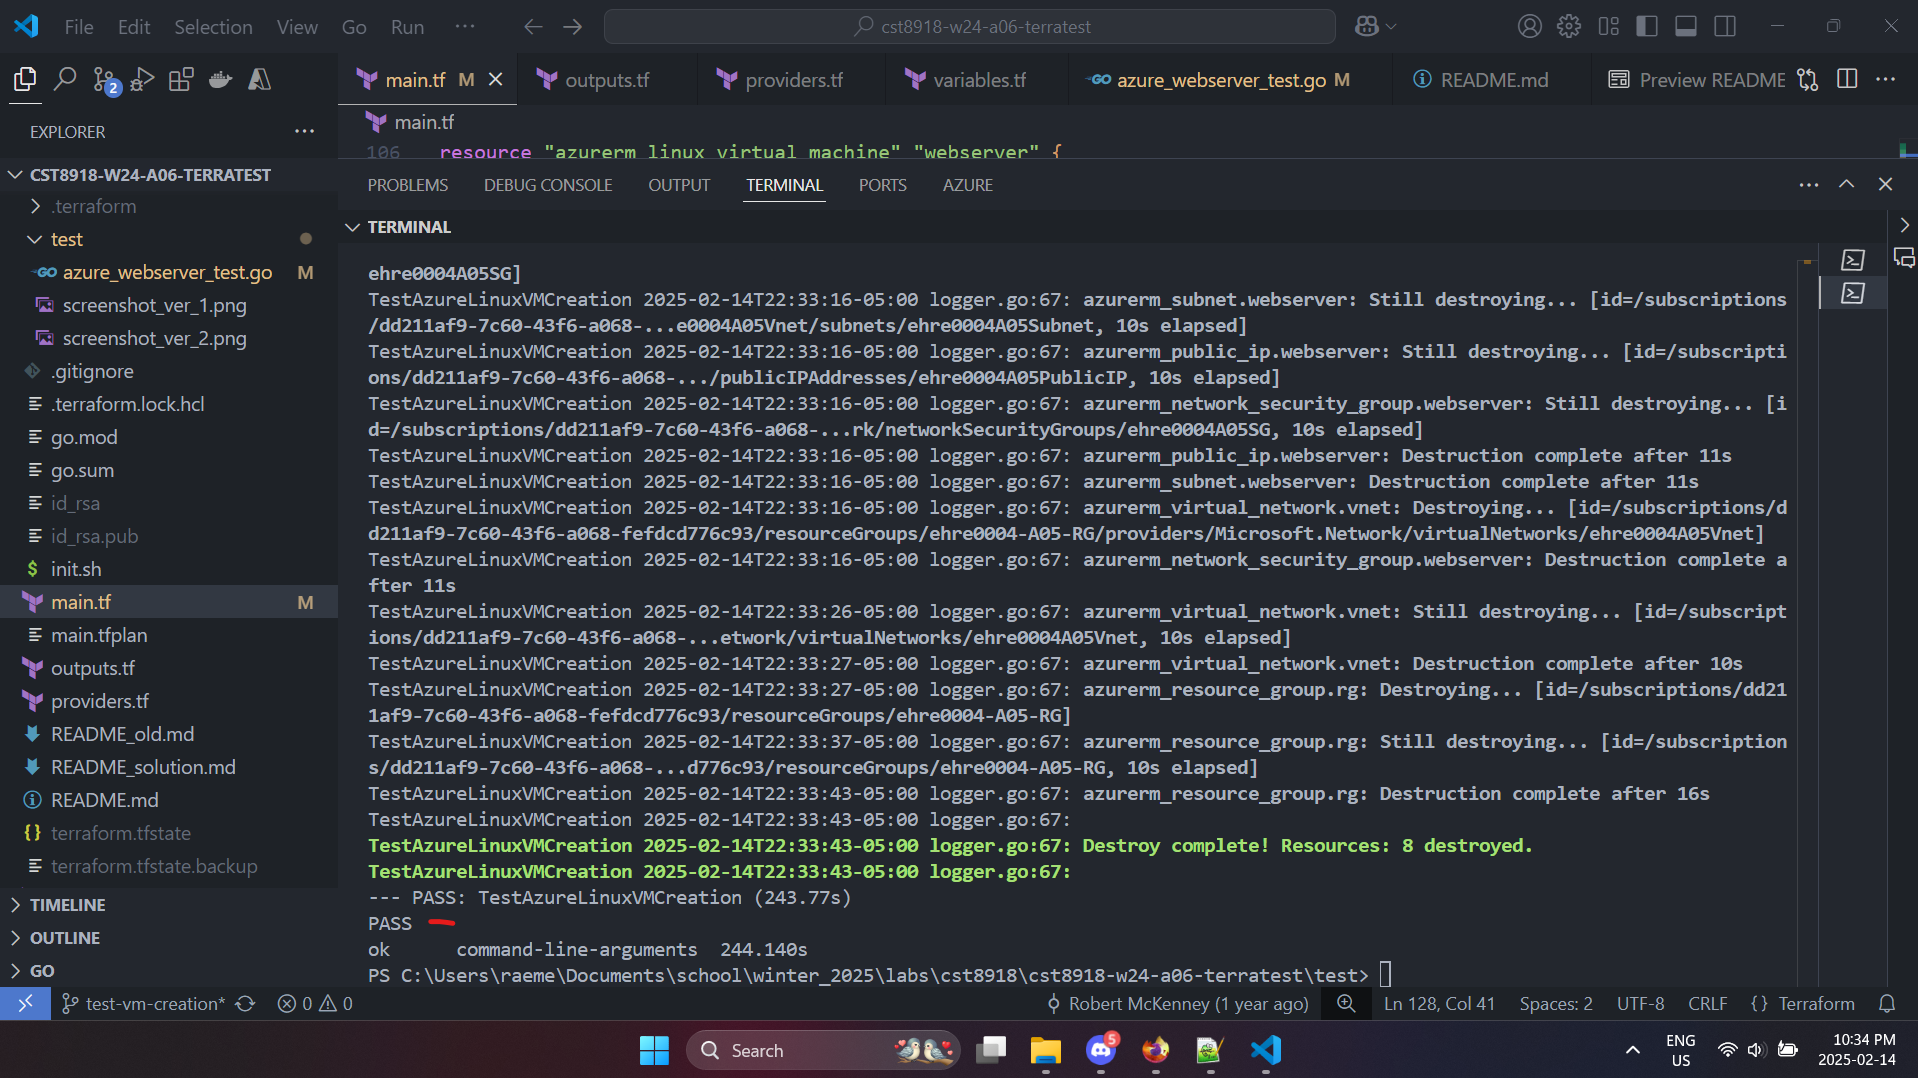 File Edit Selection View Go Run ··· cst8918-w24-a06-terratest
2
main.tf M outputs.tf providers.tf variables.tf GO azure_webserver_test.go M README.md Preview README ···
EXPLORER ···
main.tf
106 resource "azurerm_linux_virtual_machine" "webserver" {
CST8918-W24-A06-TERRATEST
.terraform
test
GO azure_webserver_test.go M
screenshot_ver_1.png
screenshot_ver_2.png
.gitignore
.terraform.lock.hcl
go.mod
go.sum
id_rsa
id_rsa.pub
$ init.sh
main.tf M
main.tfplan
outputs.tf
providers.tf
README_old.md
README_solution.md
README.md
{} terraform.tfstate
terraform.tfstate.backup
TIMELINE
OUTLINE
GO
PROBLEMS DEBUG CONSOLE OUTPUT TERMINAL PORTS AZURE ···
TERMINAL
ehre0004A05SG]
TestAzureLinuxVMCreation 2025-02-14T22:33:16-05:00 logger.go:67: azurerm_subnet.webserver: Still destroying... [id=/subscriptions
/dd211af9-7c60-43f6-a068-...e0004A05Vnet/subnets/ehre0004A05Subnet, 10s elapsed]
TestAzureLinuxVMCreation 2025-02-14T22:33:16-05:00 logger.go:67: azurerm_public_ip.webserver: Still destroying... [id=/subscripti
ons/dd211af9-7c60-43f6-a068-.../publicIPAddresses/ehre0004A05PublicIP, 10s elapsed]
TestAzureLinuxVMCreation 2025-02-14T22:33:16-05:00 logger.go:67: azurerm_network_security_group.webserver: Still destroying... [i
d=/subscriptions/dd211af9-7c60-43f6-a068-...rk/networkSecurityGroups/ehre0004A05SG, 10s elapsed]
TestAzureLinuxVMCreation 2025-02-14T22:33:16-05:00 logger.go:67: azurerm_public_ip.webserver: Destruction complete after 11s
TestAzureLinuxVMCreation 2025-02-14T22:33:16-05:00 logger.go:67: azurerm_subnet.webserver: Destruction complete after 11s
TestAzureLinuxVMCreation 2025-02-14T22:33:16-05:00 logger.go:67: azurerm_virtual_network.vnet: Destroying... [id=/subscriptions/d
d211af9-7c60-43f6-a068-fefdcd776c93/resourceGroups/ehre0004-A05-RG/providers/Microsoft.Network/virtualNetworks/ehre0004A05Vnet]
TestAzureLinuxVMCreation 2025-02-14T22:33:16-05:00 logger.go:67: azurerm_network_security_group.webserver: Destruction complete a
fter 11s
TestAzureLinuxVMCreation 2025-02-14T22:33:26-05:00 logger.go:67: azurerm_virtual_network.vnet: Still destroying... [id=/subscript
ions/dd211af9-7c60-43f6-a068-...etwork/virtualNetworks/ehre0004A05Vnet, 10s elapsed]
TestAzureLinuxVMCreation 2025-02-14T22:33:27-05:00 logger.go:67: azurerm_virtual_network.vnet: Destruction complete after 10s
TestAzureLinuxVMCreation 2025-02-14T22:33:27-05:00 logger.go:67: azurerm_resource_group.rg: Destroying... [id=/subscriptions/dd21
1af9-7c60-43f6-a068-fefdcd776c93/resourceGroups/ehre0004-A05-RG]
TestAzureLinuxVMCreation 2025-02-14T22:33:37-05:00 logger.go:67: azurerm_resource_group.rg: Still destroying... [id=/subscription
s/dd211af9-7c60-43f6-a068-...d776c93/resourceGroups/ehre0004-A05-RG, 10s elapsed]
TestAzureLinuxVMCreation 2025-02-14T22:33:43-05:00 logger.go:67: azurerm_resource_group.rg: Destruction complete after 16s
TestAzureLinuxVMCreation 2025-02-14T22:33:43-05:00 logger.go:67:
TestAzureLinuxVMCreation 2025-02-14T22:33:43-05:00 logger.go:67: Destroy complete! Resources: 8 destroyed.
TestAzureLinuxVMCreation 2025-02-14T22:33:43-05:00 logger.go:67:
--- PASS: TestAzureLinuxVMCreation (243.77s)
PASS
ok command-line-arguments 244.140s
PS C:\Users\raeme\Documents\school\winter_2025\labs\cst8918\cst8918-w24-a06-terratest\test>
test-vm-creation* 0 0 Robert McKenney (1 year ago) Ln 128, Col 41 Spaces: 2 UTF-8 CRLF {} Terraform
Search 5 ENG US 10:34 PM
2025-02-14